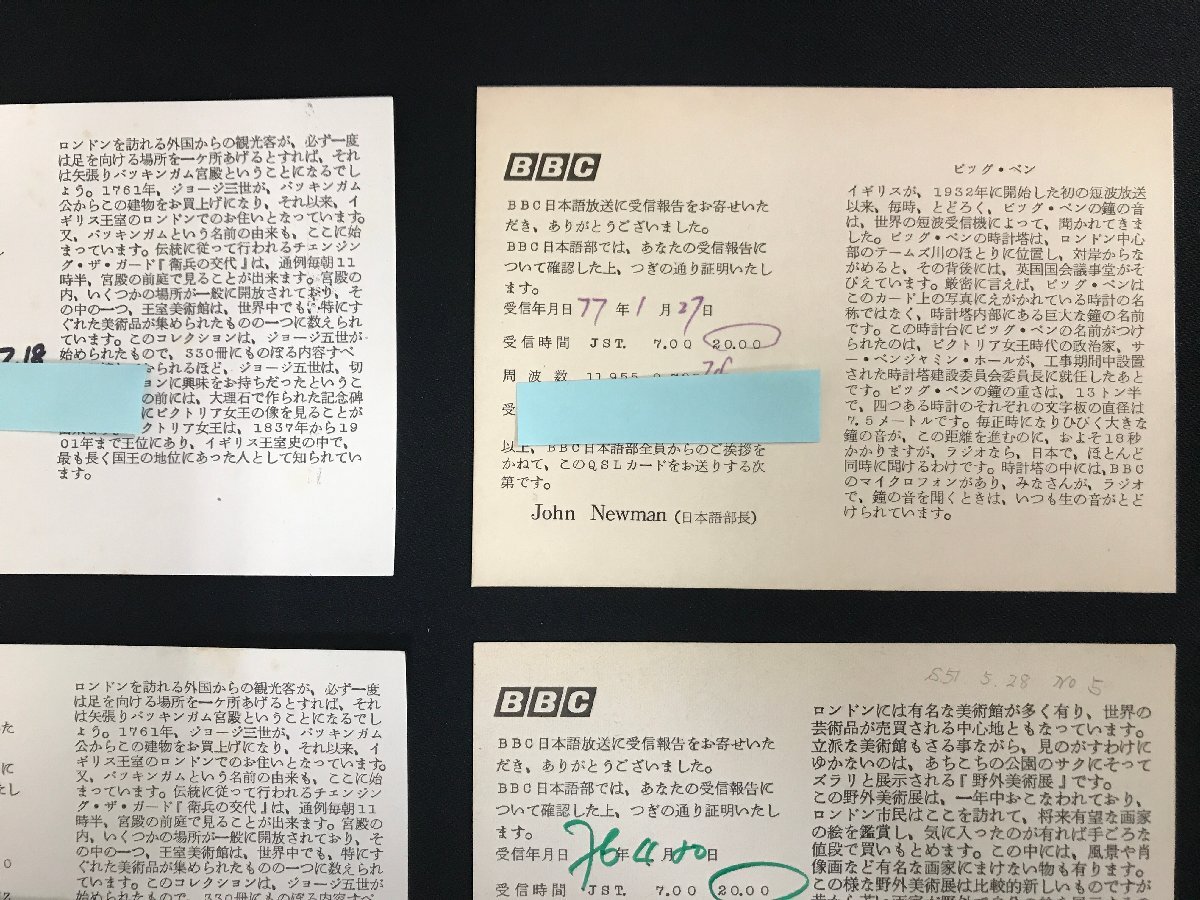 ロンドンを訪れる外国からの観光客が、必ず一度
は足を向ける場所を一ケ所あげるとすれば、それ
は矢張りバッキンガム宮殿ということになるでし
ょう。1761年、ジョージ三世が、バッキンガム
公からこの建物をお買上げになり、それ以来、イ
ギリス王室のロンドンでのお住いとなっています。
又、バッキンガムという名前の由来も、ここに始
まっています。伝統に従って行われるチェンジン
グ・ザ・ガード『衛兵の交代』は、通例毎朝11
時半、宮殿の前庭で見ることが出来ます。宮殿の
内、いくつかの場所が一般に開放されており、そ
の中の一つ、王室美術館は、世界中でも、特にす
ぐれた美術品が集められたものの一つに数えられ
ています。このコレクションは、ジョージ五世が
始められたもので、330冊にものぼる内容すべ
られるほど、ジョージ五世は、切
ョンに興味をお持ちだったというこ
の前には、大理石で作られた記念碑
にビクトリア女王の像を見ることが
クトリア女王は、1837年から19
01年まで王位にあり、イギリス王室史の中で、
最も長く国王の地位にあった人として知られてい
ます。
7.18
BBC
BBC日本語放送に受信報告をお寄せいた
だき、ありがとうございました。
BBC日本語部では、あなたの受信報告に
ついて確認した上、つぎの通り証明いたし
ます。
受信年月日 77 年 1 月 27 日
受信時間 JST. 7.00 20.00
周波数 11.955
受
以上、BBC日本語部全員からのご挨拶を
かねて、このQSLカードをお送りする次
第です。
John Newman (日本語部長)
ビッグ・ベン
イギリスが、1932年に開始した初の短波放送
以来、毎時、とどろく、ビッグ・ベンの鐘の音
は、世界の短波受信機によって、聞かれてきま
した。ビッグ・ベンの時計塔は、ロンドン中心
部のテームズ川のほとりに位置し、対岸からな
がめると、その背後には、英国国会議事堂がそ
びえています。厳密に言えば、ビッグ・ベンは
このカード上の写真にえがかれている時計の名
称ではなく、時計塔内部にある巨大な鐘の名前
です。この時計台にビッグ・ベンの名前がつけ
られたのは、ビクトリア女王時代の政治家、サ
ー・ベンジャミン・ホールが、工事期間中設置
された時計塔建設委員会委員長に就任したあと
です。ビッグ・ベンの重さは、13トン半
で、四つある時計のそれぞれの文字板の直径は
7.5メートルです。毎正時になりひびく大きな
鐘の音が、この距離を進むのに、およそ18秒
かかりますが、ラジオなら、日本で、ほとんど
同時に聞けるわけです。時計塔の中には、BBC
のマイクロフォンがあり、みなさんが、ラジオ
で、鐘の音を聞くときは、いつも生の音がとど
けられています。
た
に
し
ロンドンを訪れる外国からの観光客が、必ず一度
は足を向ける場所を一ケ所あげるとすれば、それ
は矢張りバッキンガム宮殿ということになるでし
ょう。1761年、ジョージ三世が、バッキンガム
公からこの建物をお買上げになり、それ以来、イ
ギリス王室のロンドンでのお住いとなっています。
又、バッキンガムという名前の由来も、ここに始
まっています。伝統に従って行われるチェンジン
グ・ザ・ガード『衛兵の交代』は、通例毎朝11
時半、宮殿の前庭で見ることが出来ます。宮殿の
内、いくつかの場所が一般に開放されており、そ
の中の一つ、王室美術館は、世界中でも、特にす
ぐれた美術品が集められたものの一つに数えられ
ています。このコレクションは、ジョージ五世が
始められたもので、330冊にものぼる内容すべ
BBC
BBC日本語放送に受信報告をお寄せいた
だき、ありがとうございました。
BBC日本語部では、あなたの受信報告に
ついて確認した上、つぎの通り証明いたし
ます。
受信年月日 76 年 月 日
受信時間 JST. 7.00 20.00
S51 5.28 No 5
ロンドンには有名な美術館が多く有り、世界の
芸術品が売買される中心地ともなっています。
立派な美術館もさる事ながら、見のがすわけに
ゆかないのは、あちこちの公園のサクにそって
ズラリと展示される『野外美術展』です。
この野外美術展は、一年中おこなわれており、
ロンドン市民はここを訪れて、将来有望な画家
の絵を鑑賞し、気に入ったのが有れば手ごろな
値段で買いもとめます。この中には、風景や肖
像画など有名な画家にまけない物も有ります。
この様な野外美術展は比較的新しいものですが